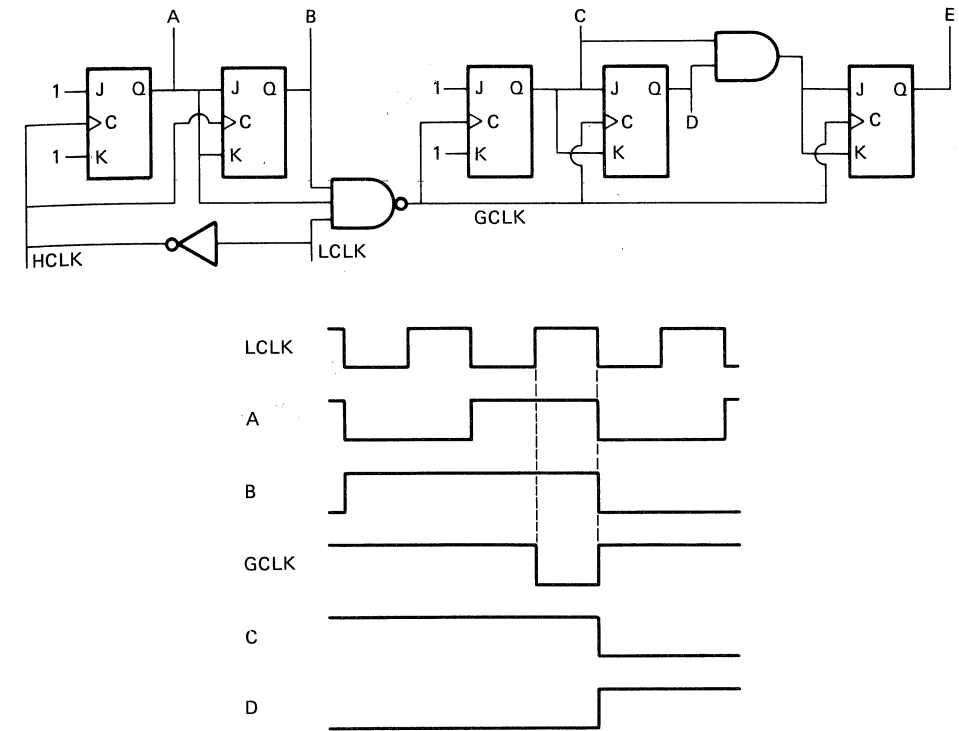 A B C E
1 J Q J Q 1 J Q J Q J Q
C C C C D C
1 K K 1 K K K
GCLK
HCLK LCLK
LCLK
A
B
GCLK
C
D